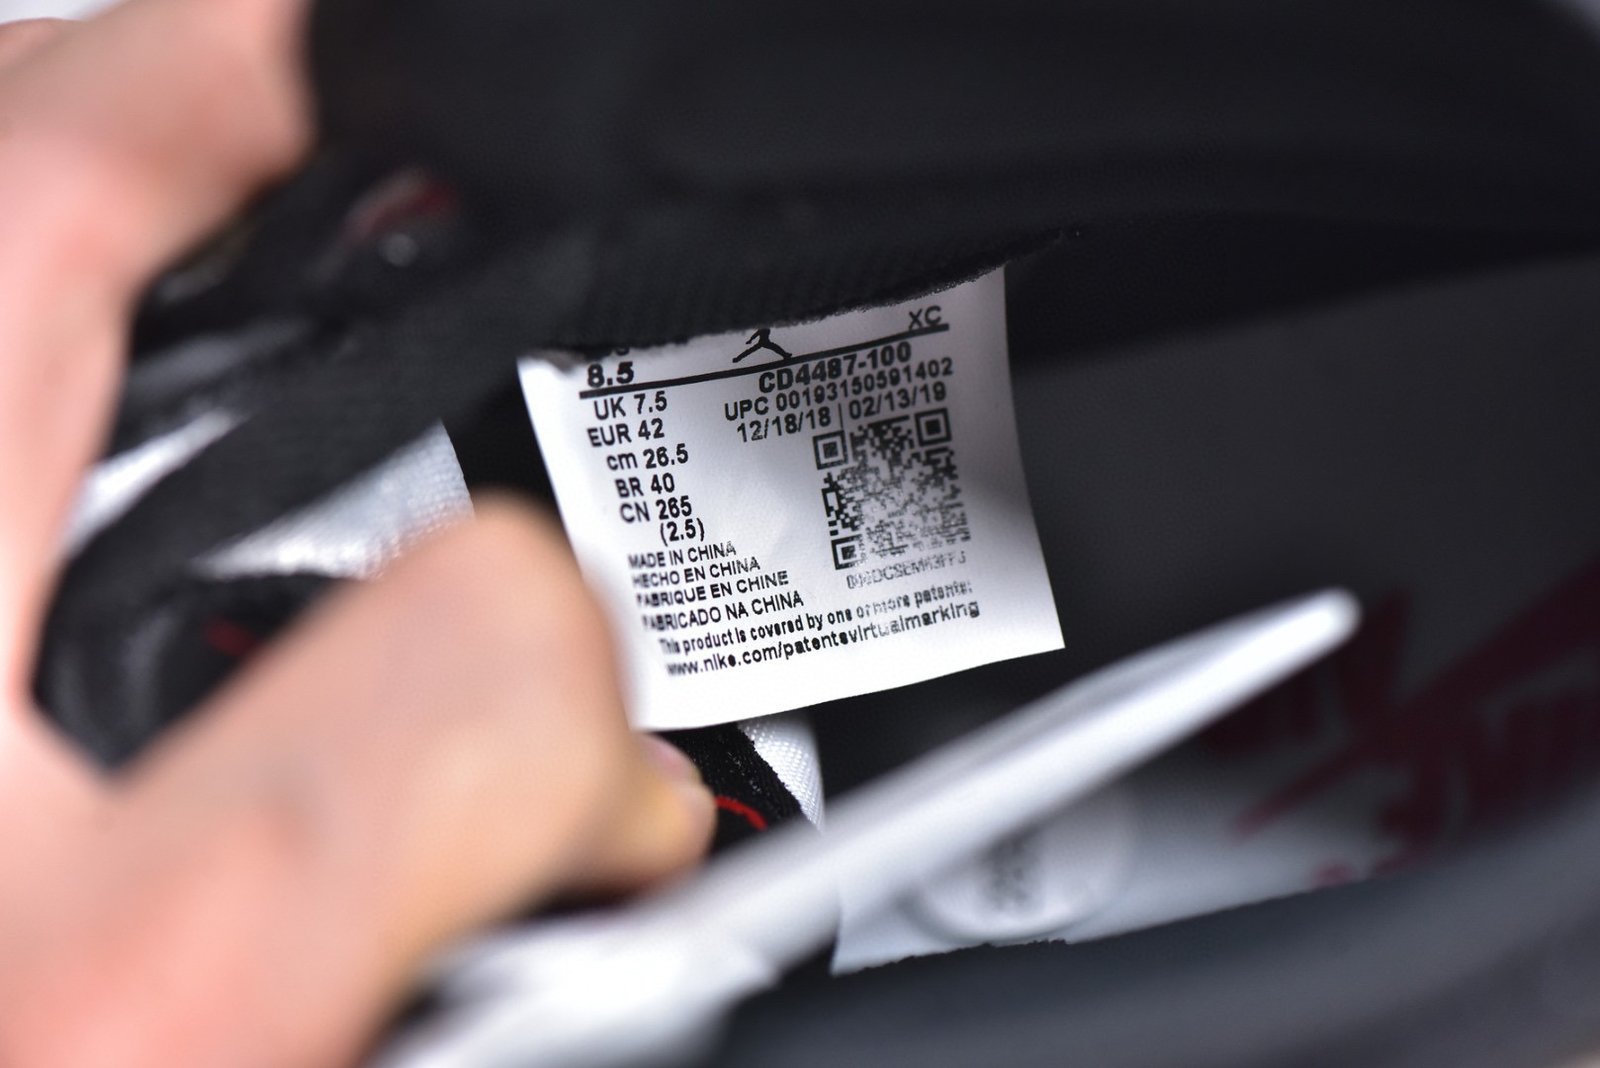 XC
8.5
CD4487-100
UK 7.5
UPC 00193150591402
EUR 42
12/18/18 | 02/13/19
cm 26.5
BR 40
CN 265
(2.5)
MADE IN CHINA
HECHO EN CHINA
FABRIQUE EN CHINE
FABRICADO NA CHINA
This product is covered by one or more patents:
www.nike.com/patentsvirtualmarking